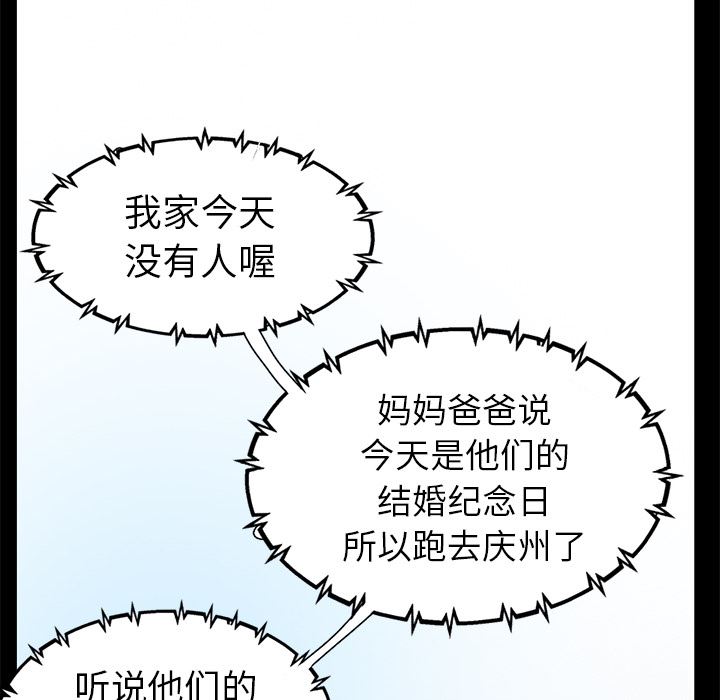 我家今天
没有人喔
妈妈爸爸说
今天是他们的
结婚纪念日
所以跑去庆州了
听说他们的